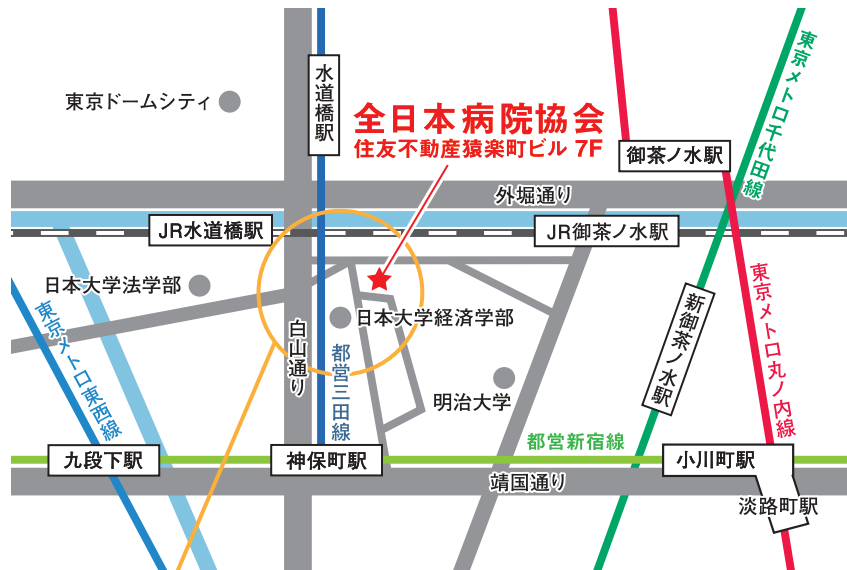 水道橋駅
東京メトロ千代田線
東京ドームシティ
全日本病院協会
住友不動産猿楽町ビル 7F
御茶ノ水駅
外堀通り
JR水道橋駅
JR御茶ノ水駅
日本大学法学部
東京メトロ丸ノ内線
新御茶ノ水駅
東京メトロ東西線
白山通り
日本大学経済学部
都営三田線
明治大学
都営新宿線
九段下駅
神保町駅
小川町駅
靖国通り
淡路町駅